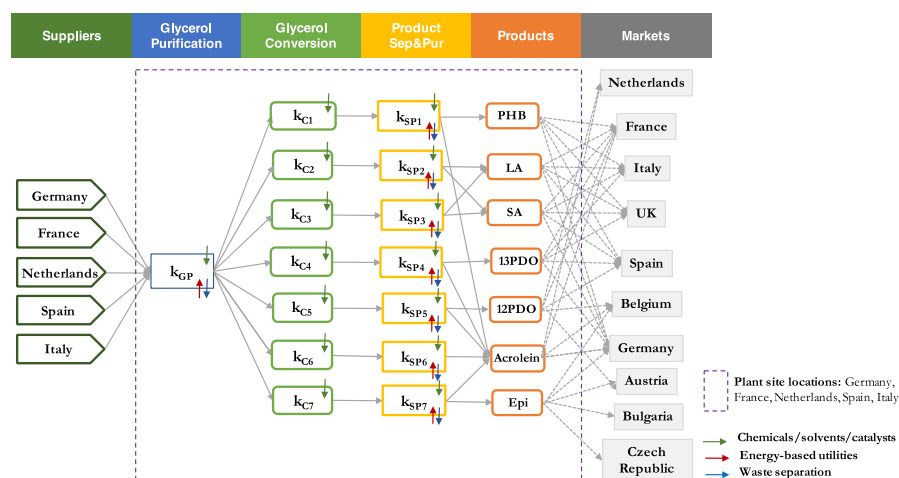 Suppliers
Glycerol
Purification
Glycerol
Conversion
Product
Sep&Pur
Products
Markets
Germany
France
Netherlands
Spain
Italy
kGP
kC1
kC2
kC3
kC4
kC5
kC6
kC7
kSP1
kSP2
kSP3
kSP4
kSP5
kSP6
kSP7
PHB
LA
SA
13PDO
12PDO
Acrolein
Epi
Netherlands
France
Italy
UK
Spain
Belgium
Germany
Austria
Bulgaria
Czech
Republic
Plant site locations: Germany,
France, Netherlands, Spain, Italy
Chemicals/solvents/catalysts
Energy-based utilities
Waste separation